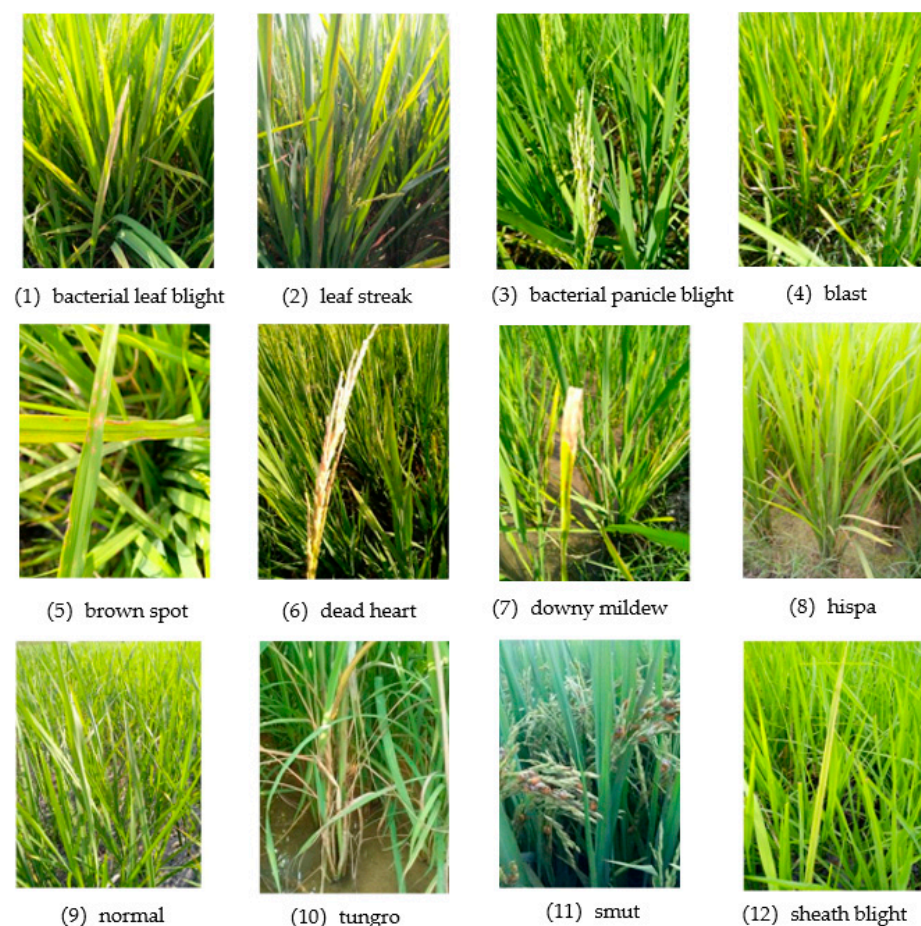 (1) bacterial leaf blight
(2) leaf streak
(3) bacterial panicle blight
(4) blast
(5) brown spot
(6) dead heart
(7) downy mildew
(8) hispa
(9) normal
(10) tungro
(11) smut
(12) sheath blight